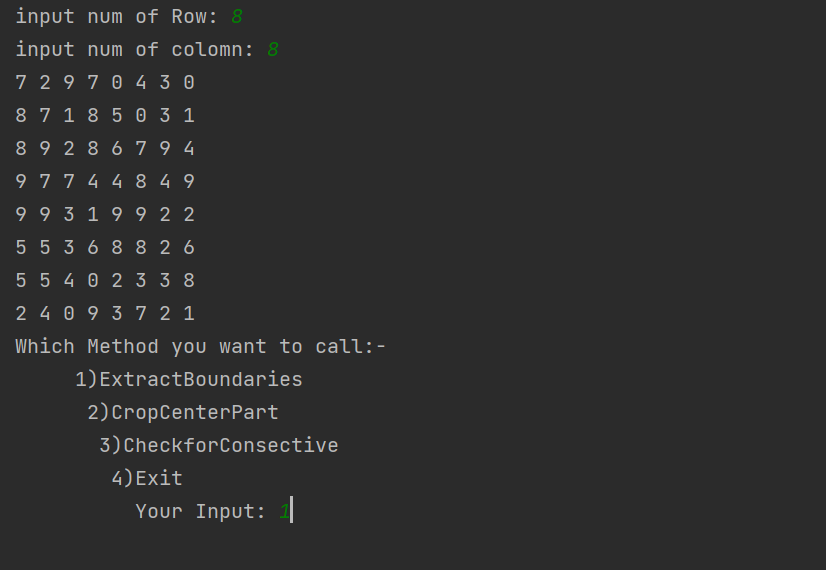 input num of Row: 8
input num of colomn: 8
7 2 9 7 0 4 3 0
8 7 1 8 5 0 3 1
8 9 2 8 6 7 9 4
9 7 7 4 4 8 4 9
9 9 3 1 9 9 2 2
5 5 3 6 8 8 2 6
5 5 4 0 2 3 3 8
2 4 0 9 3 7 2 1
Which Method you want to call:-
1)ExtractBoundaries
2)CropCenterPart
3)CheckforConsective
4)Exit
Your Input: 1